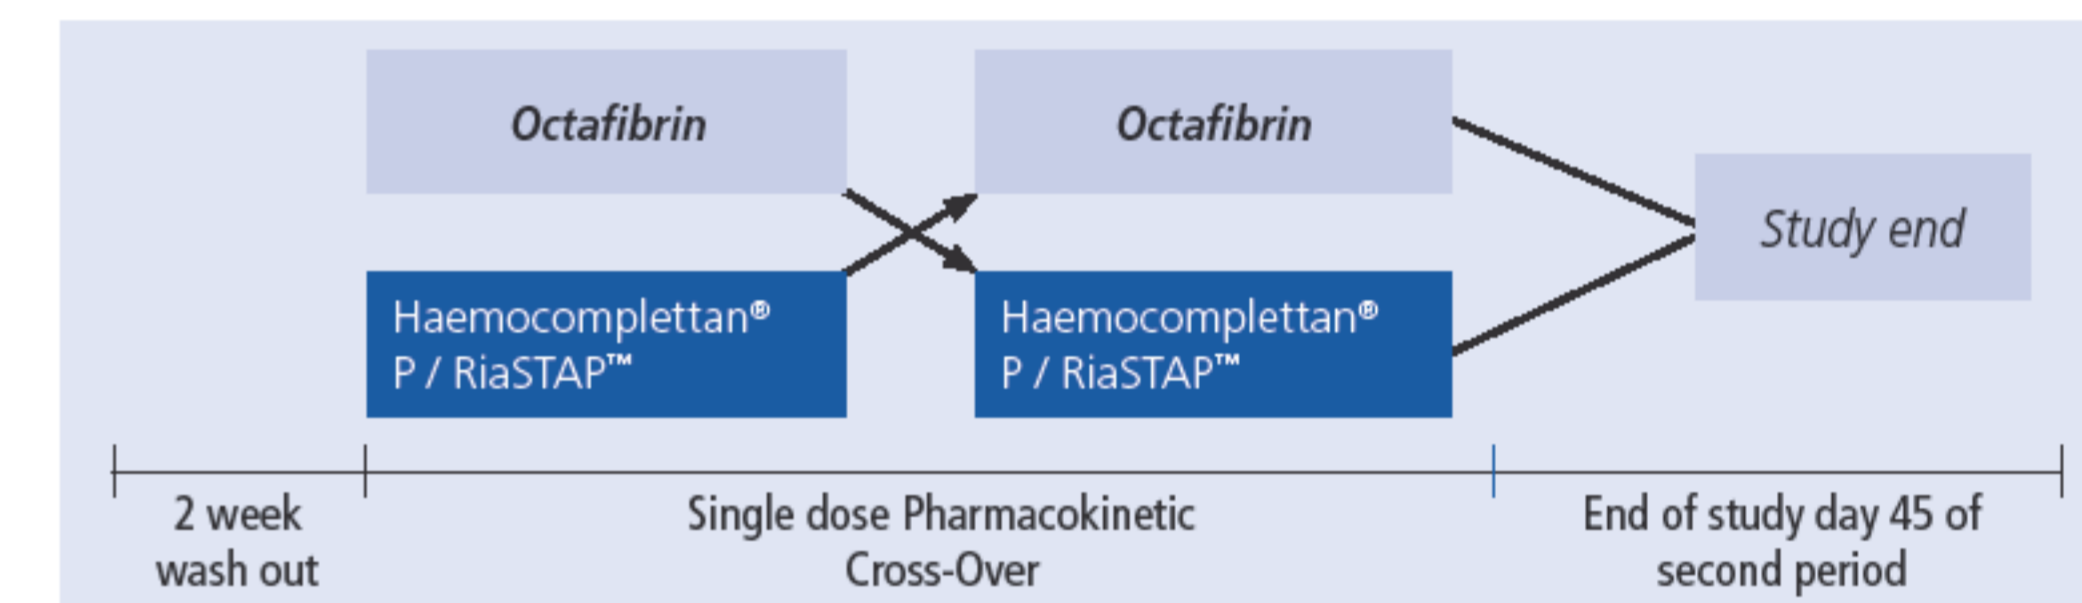 Octafibrin
Octafibrin
Study end
Haemocomplettan®
P / RiaSTAP™
Haemocomplettan®
P / RiaSTAP™
2 week
wash out
Single dose Pharmacokinetic
Cross-Over
End of study day 45 of
second period